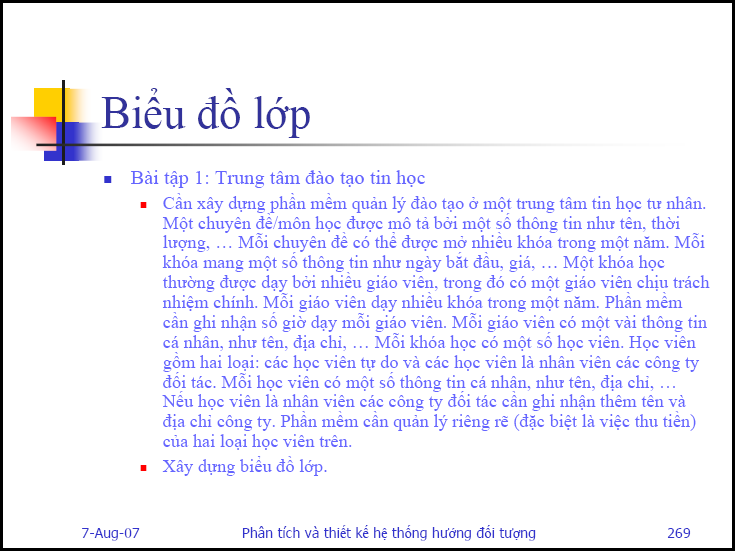 Biểu đồ lớp
Bài tập 1: Trung tâm đào tạo tin học
Cần xây dựng phần mềm quản lý đào tạo ở một trung tâm tin học tư nhân.
Một chuyên đề/môn học được mô tả bởi một số thông tin như tên, thời
lượng, … Mỗi chuyên đề có thể được mở nhiều khóa trong một năm. Mỗi
khóa mang một số thông tin như ngày bắt đầu, giá, … Một khóa học
thường được dạy bởi nhiều giáo viên, trong đó có một giáo viên chịu trách
nhiệm chính. Mỗi giáo viên dạy nhiều khóa trong một năm. Phần mềm
cần ghi nhận số giờ dạy mỗi giáo viên. Mỗi giáo viên có một vài thông tin
cá nhân, như tên, địa chỉ, … Mỗi khóa học có một số học viên. Học viên
gồm hai loại: các học viên tự do và các học viên là nhân viên các công ty
đối tác. Mỗi học viên có một số thông tin cá nhân, như tên, địa chỉ, …
Nếu học viên là nhân viên các công ty đối tác cần ghi nhận thêm tên và
địa chỉ công ty. Phần mềm cần quản lý riêng rẽ (đặc biệt là việc thu tiền)
của hai loại học viên trên.
Xây dựng biểu đồ lớp.
7-Aug-07 Phân tích và thiết kế hệ thống hướng đối tượng 269